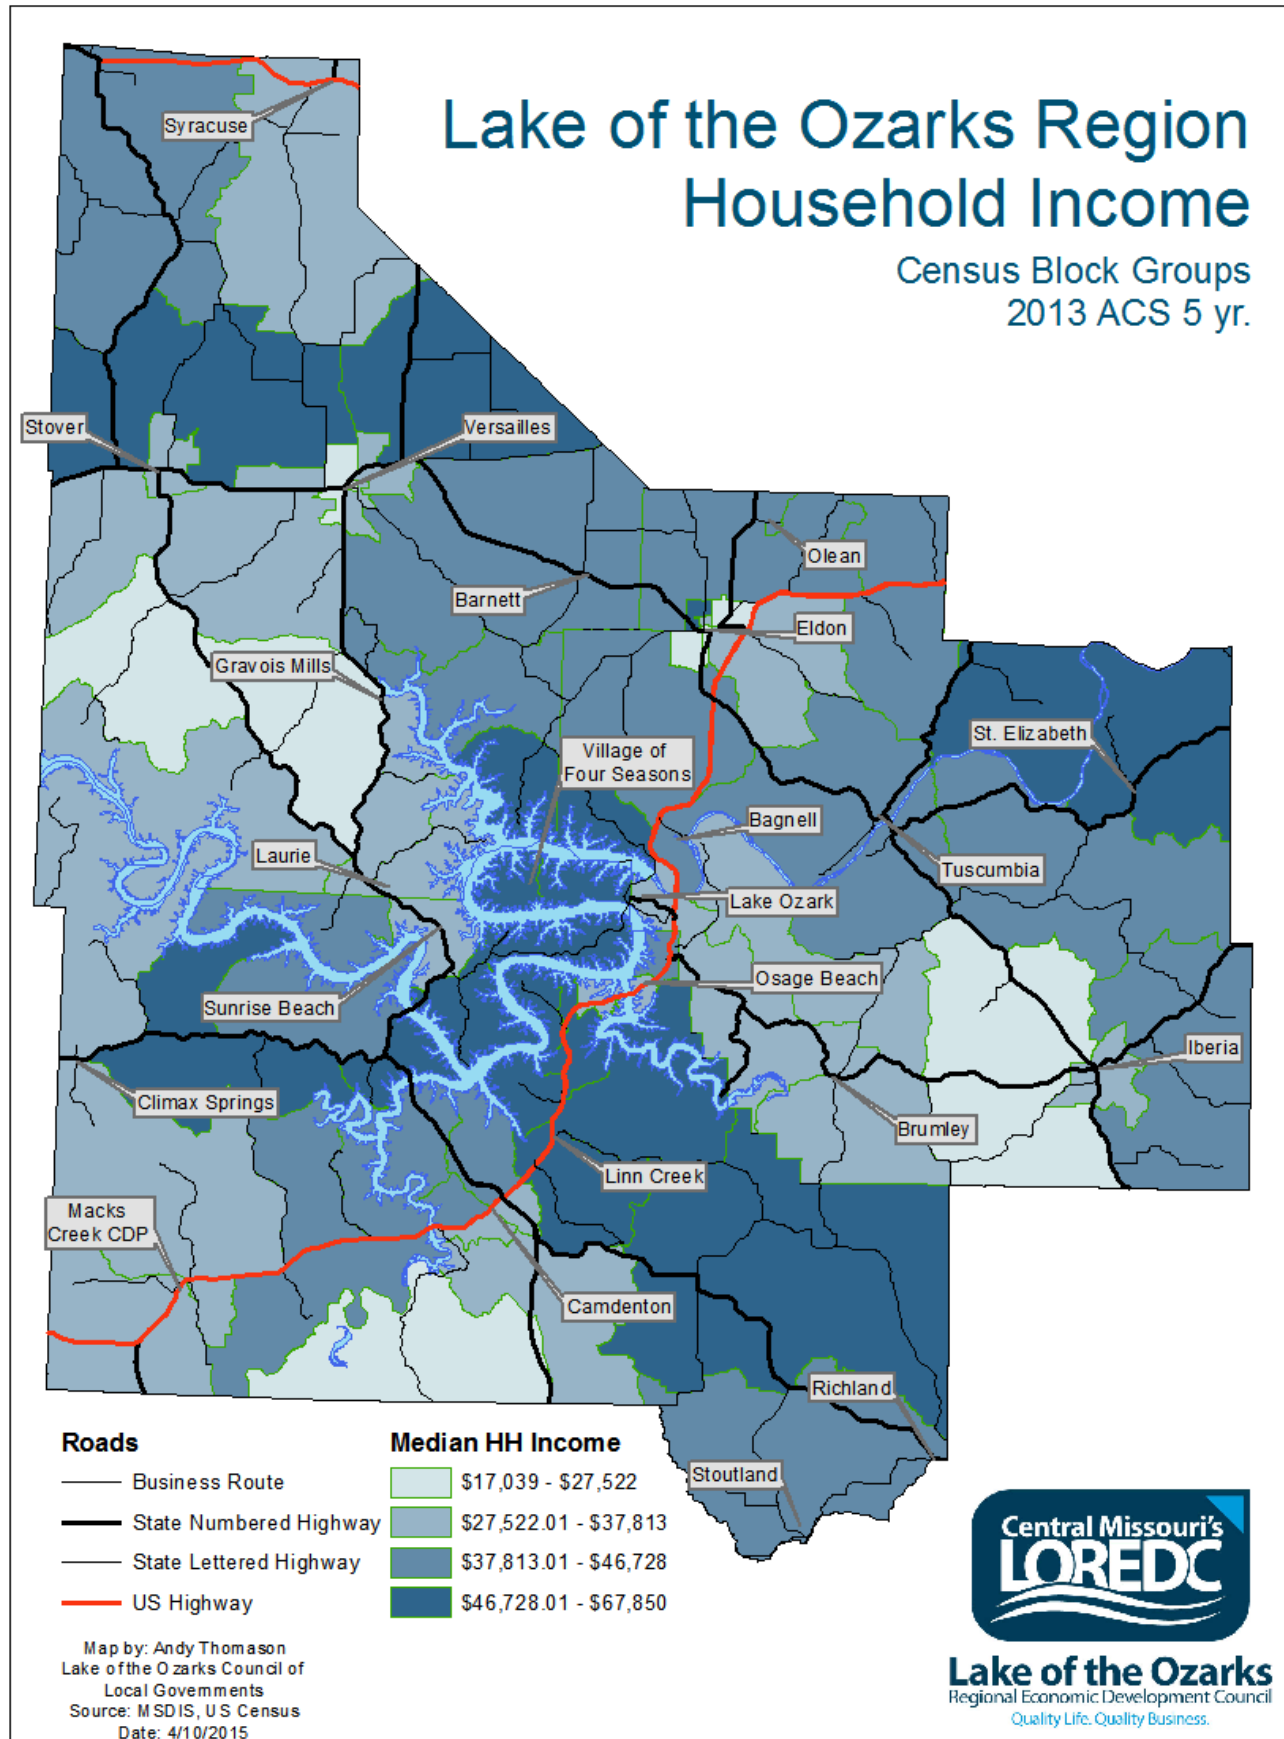 Lake of the Ozarks Region
Household Income
Census Block Groups
2013 ACS 5 yr.
Syracuse
Stover
Versailles
Olean
Barnett
Eldon
Gravois Mills
St. Elizabeth
Village of
Four Seasons
Bagnell
Laurie
Tuscumbia
Lake Ozark
Osage Beach
Sunrise Beach
Iberia
Climax Springs
Brumley
Linn Creek
Macks
Creek CDP
Camdenton
Richland
Stoutland
Roads
Business Route
State Numbered Highway
State Lettered Highway
US Highway
Median HH Income
$17,039 - $27,522
$27,522.01 - $37,813
$37,813.01 - $46,728
$46,728.01 - $67,850
Map by: Andy Thomason
Lake of the Ozarks Council of
Local Governments
Source: MSDIS, US Census
Date: 4/10/2015
Central Missouri's
LOREDC
Lake of the Ozarks
Regional Economic Development Council
Quality Life. Quality Business.